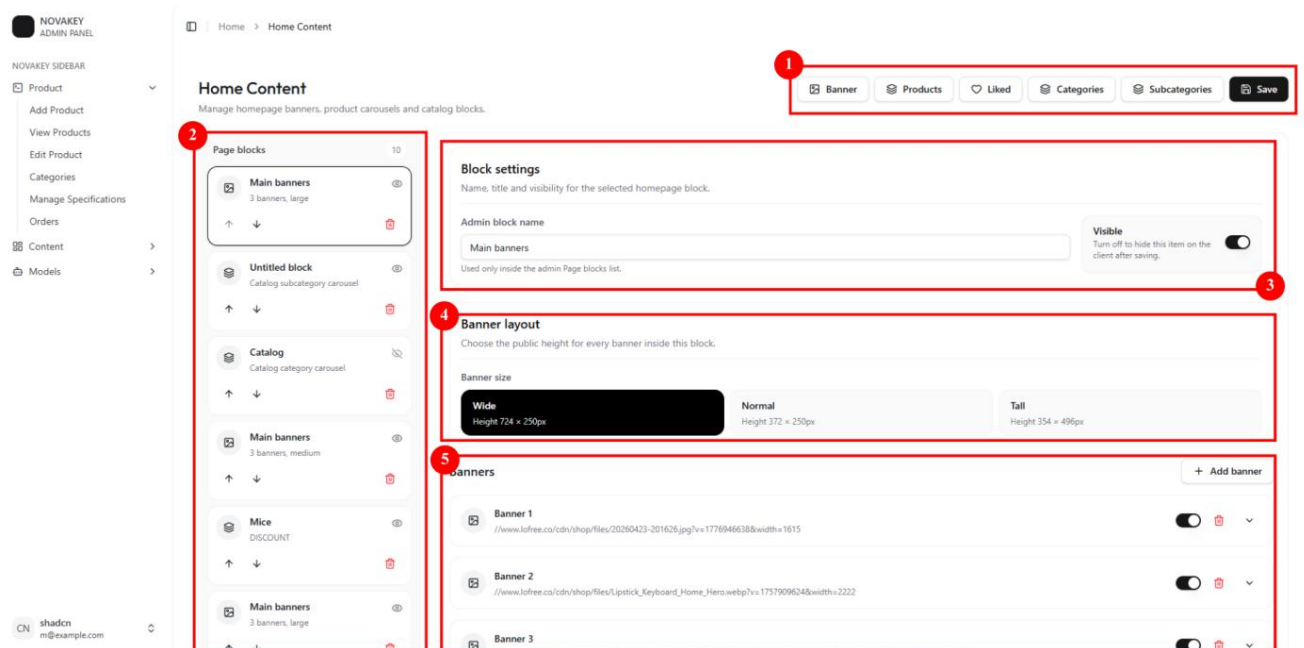 NOVAKEY
ADMIN PANEL
Home > Home Content
NOVAKEY SIDEBAR
Product
Add Product
View Products
Edit Product
Categories
Manage Specifications
Orders
Content
Models
CN
shadcn
m@example.com
Home Content
Manage homepage banners, product carousels and catalog blocks.
1
Banner
Products
Liked
Categories
Subcategories
Save
2
Page blocks 10
Main banners
3 banners, large
Untitled block
Catalog subcategory carousel
Catalog
Catalog category carousel
Main banners
3 banners, medium
Mice
DISCOUNT
Main banners
3 banners, large
Block settings
Name, title and visibility for the selected homepage block.
Admin block name
Main banners
Used only inside the admin Page blocks list.
Visible
Turn off to hide this item on the
client after saving.
3
4
Banner layout
Choose the public height for every banner inside this block.
Banner size
Wide
Height 724 × 250px
Normal
Height 372 × 250px
Tall
Height 354 × 496px
5
Banners
+ Add banner
Banner 1
//www.lofree.co/cdn/shop/files/20260423-201626.jpg?v=1776946638&width=1615
Banner 2
//www.lofree.co/cdn/shop/files/Lipstick_Keyboard_Home_Hero.webp?v=1757909624&width=2222
Banner 3